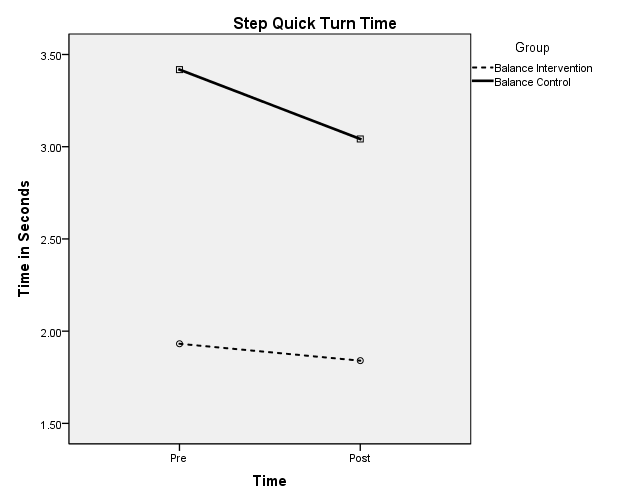 Step Quick Turn Time
Group
Balance Intervention
Balance Control
3.50
3.00
2.50
2.00
1.50
Time in Seconds
Pre
Post
Time